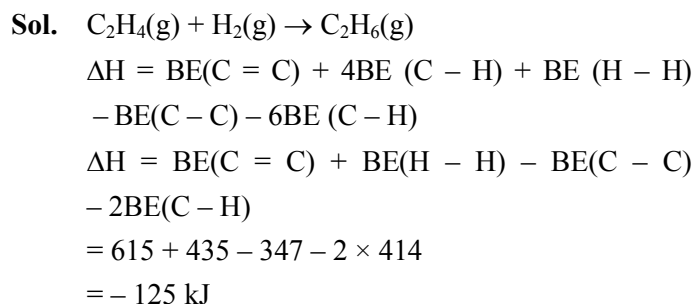 Sol. C₂H₄(g) + H₂(g) → C₂H₆(g)
ΔH = BE(C = C) + 4BE (C – H) + BE (H – H)
– BE(C – C) – 6BE (C – H)
ΔH = BE(C = C) + BE(H – H) – BE(C – C)
– 2BE(C – H)
= 615 + 435 – 347 – 2 × 414
= – 125 kJ